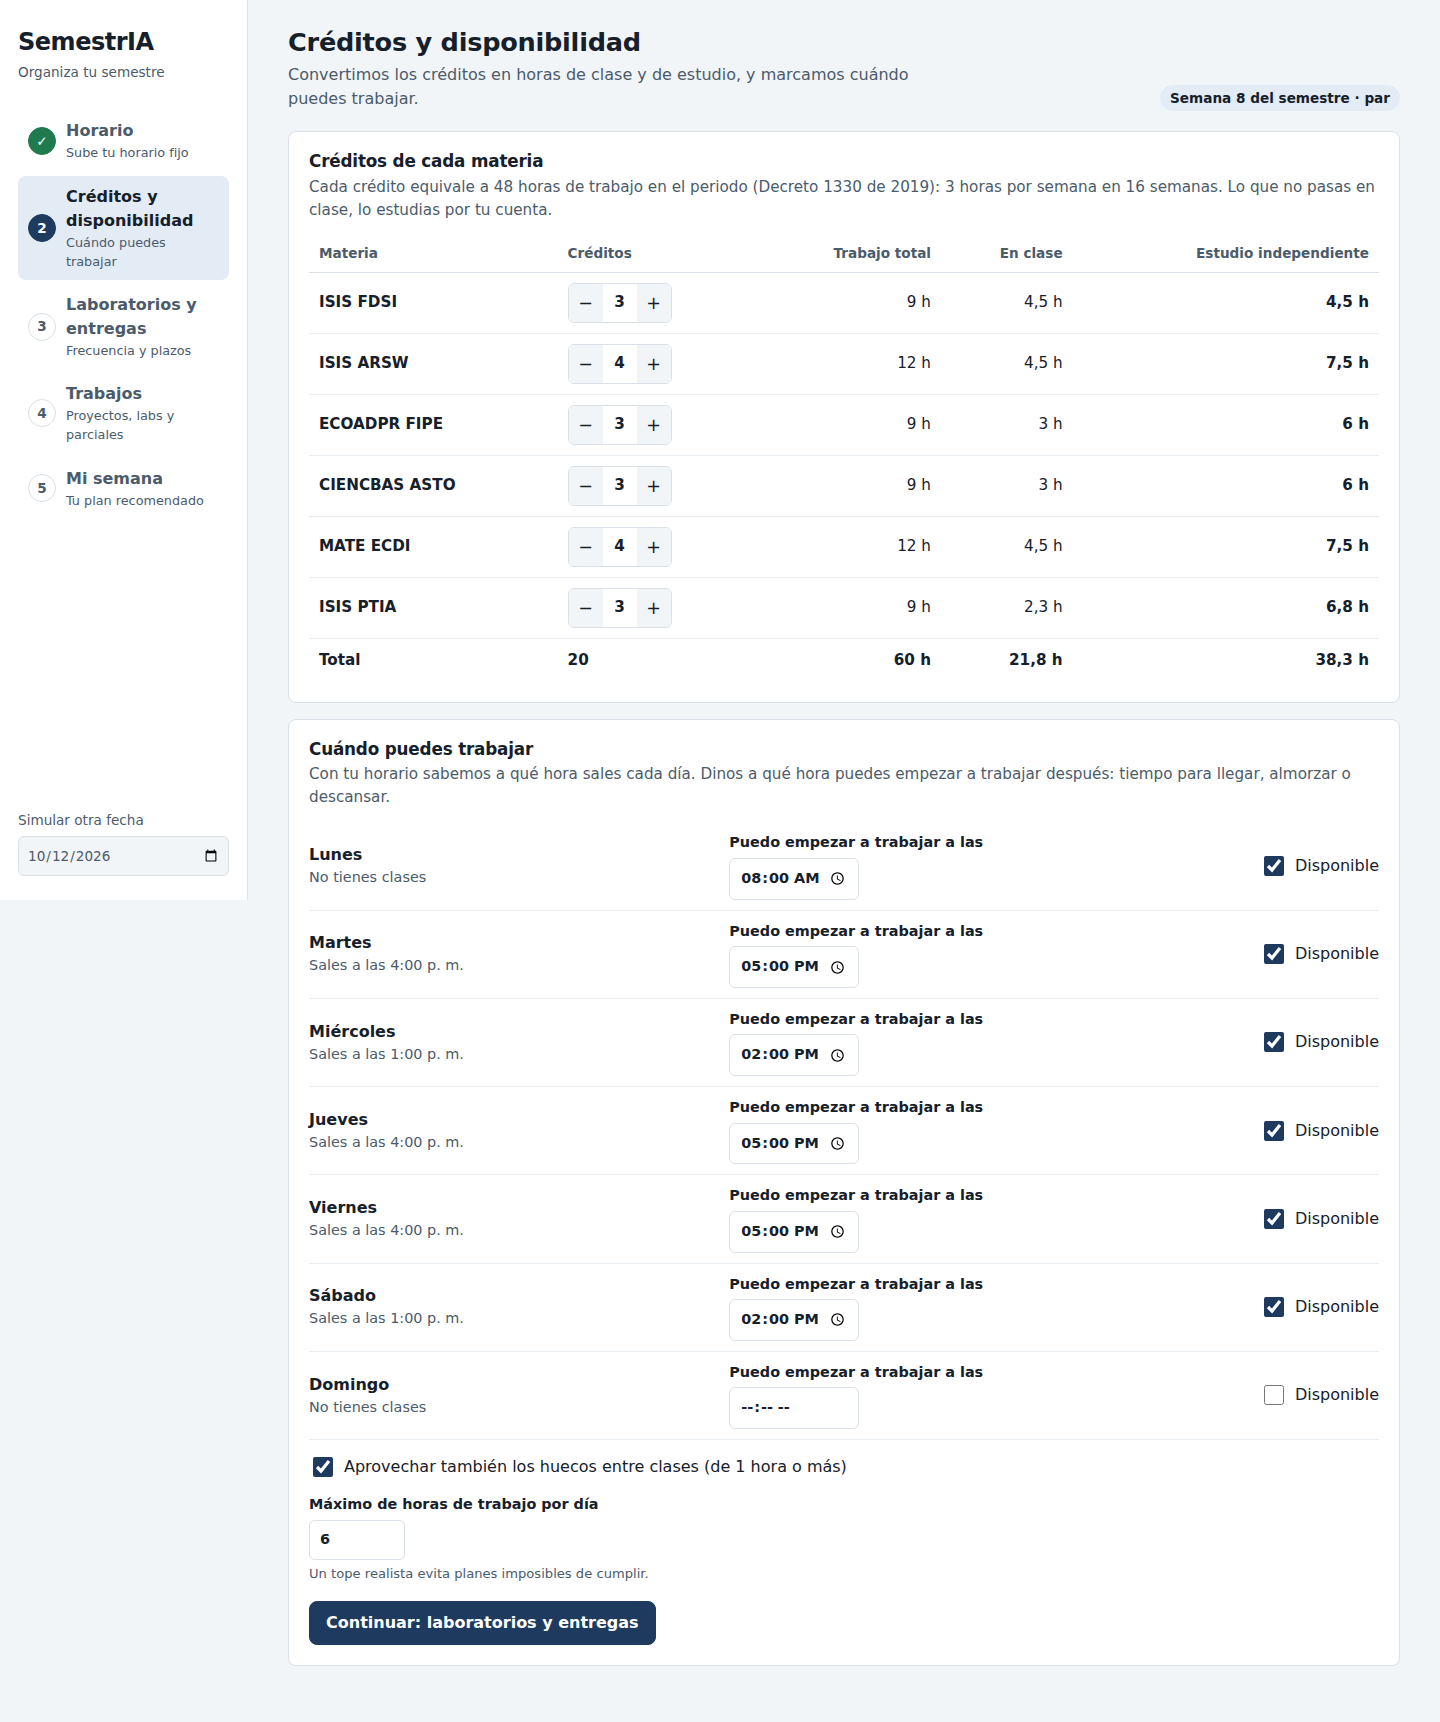 SemestrIA
Organiza tu semestre
✓
Horario
Sube tu horario fijo
2
Créditos y
disponibilidad
Cuándo puedes
trabajar
3
Laboratorios y
entregas
Frecuencia y plazos
4
Trabajos
Proyectos, labs y
parciales
5
Mi semana
Tu plan recomendado
Simular otra fecha
10/12/2026
Créditos y disponibilidad
Convertimos los créditos en horas de clase y de estudio, y marcamos cuándo
puedes trabajar.
Semana 8 del semestre · par
Créditos de cada materia
Cada crédito equivale a 48 horas de trabajo en el periodo (Decreto 1330 de 2019): 3 horas por semana en 16 semanas. Lo que no pasas en
clase, lo estudias por tu cuenta.
Materia Créditos Trabajo total En clase Estudio independiente
ISIS FDSI − 3 + 9 h 4,5 h 4,5 h
ISIS ARSW − 4 + 12 h 4,5 h 7,5 h
ECOADPR FIPE − 3 + 9 h 3 h 6 h
CIENCBAS ASTO − 3 + 9 h 3 h 6 h
MATE ECDI − 4 + 12 h 4,5 h 7,5 h
ISIS PTIA − 3 + 9 h 2,3 h 6,8 h
Total 20 60 h 21,8 h 38,3 h
Cuándo puedes trabajar
Con tu horario sabemos a qué hora sales cada día. Dinos a qué hora puedes empezar a trabajar después: tiempo para llegar, almorzar o
descansar.
Lunes
No tienes clases
Puedo empezar a trabajar a las
08:00 AM
Disponible
Martes
Sales a las 4:00 p. m.
Puedo empezar a trabajar a las
05:00 PM
Disponible
Miércoles
Sales a las 1:00 p. m.
Puedo empezar a trabajar a las
02:00 PM
Disponible
Jueves
Sales a las 4:00 p. m.
Puedo empezar a trabajar a las
05:00 PM
Disponible
Viernes
Sales a las 4:00 p. m.
Puedo empezar a trabajar a las
05:00 PM
Disponible
Sábado
Sales a las 1:00 p. m.
Puedo empezar a trabajar a las
02:00 PM
Disponible
Domingo
No tienes clases
Puedo empezar a trabajar a las
--:-- --
Disponible
Aprovechar también los huecos entre clases (de 1 hora o más)
Máximo de horas de trabajo por día
6
Un tope realista evita planes imposibles de cumplir.
Continuar: laboratorios y entregas